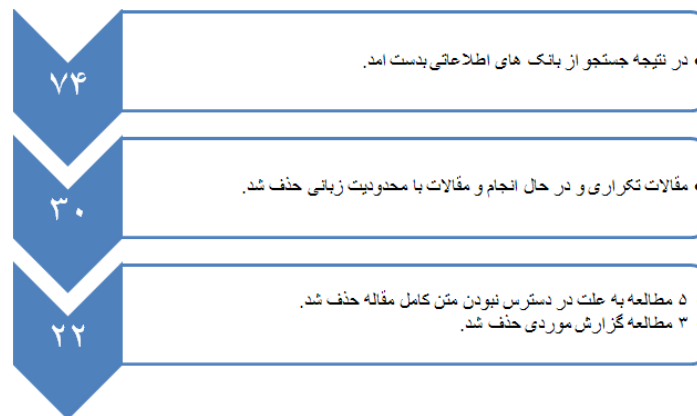 ۷۴
• در نتیجه جستجو از بانک های اطلاعاتی بدست امد.
۳۰
• مقالات تکراری و در حال انجام و مقالات با محدودیت زبانی حذف شد.
۲۲
۵ مطالعه به علت در دسترس نبودن متن کامل مقاله حذف شد.
۳ مطالعه گزارش موردی حذف شد.